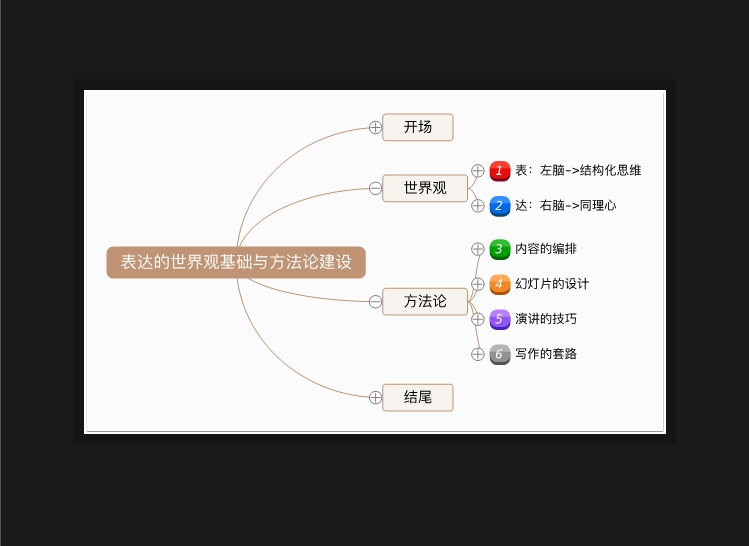 开场
世界观
1 表：左脑->结构化思维
2 达：右脑->同理心
表达的世界观基础与方法论建设
方法论
3 内容的编排
4 幻灯片的设计
5 演讲的技巧
6 写作的套路
结尾